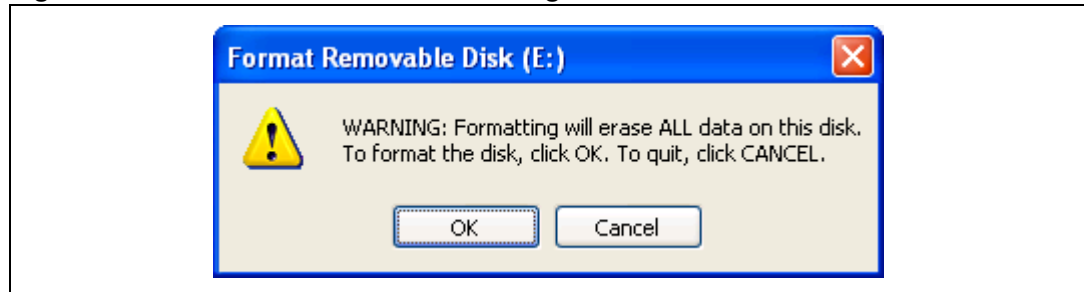 Format Removable Disk (E:)
WARNING: Formatting will erase ALL data on this disk.
To format the disk, click OK. To quit, click CANCEL.
OK
Cancel